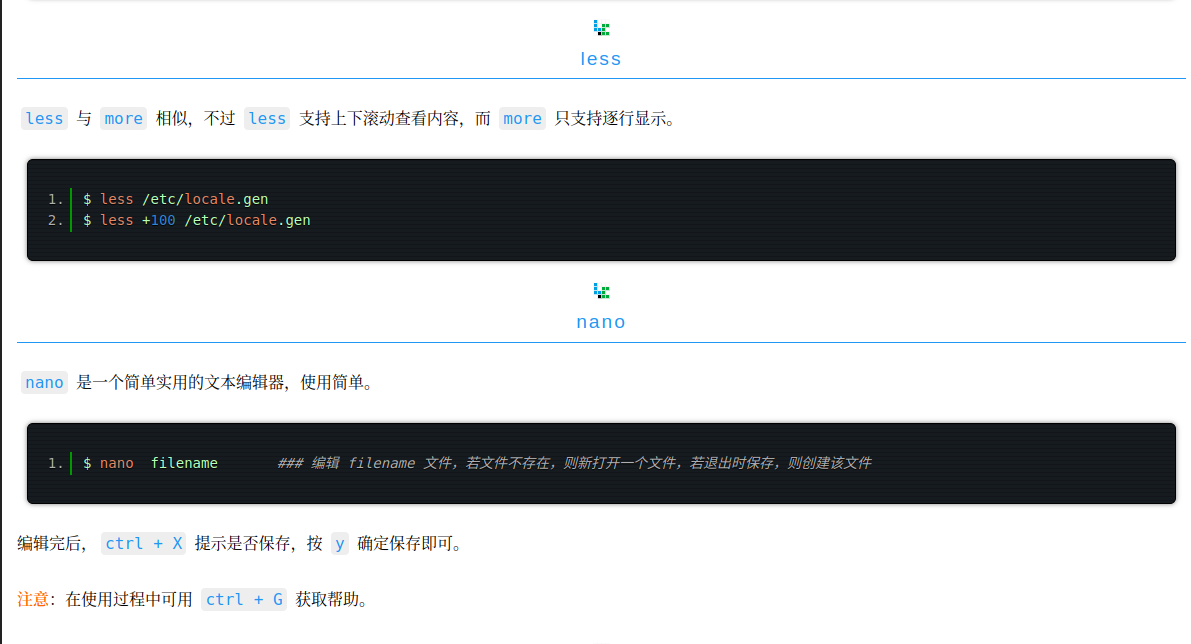 less
less 与 more 相似，不过 less 支持上下滚动查看内容，而 more 只支持逐行显示。
1. $ less /etc/locale.gen
2. $ less +100 /etc/locale.gen
nano
nano 是一个简单实用的文本编辑器，使用简单。
1. $ nano  filename       ### 编辑 filename 文件，若文件不存在，则新打开一个文件，若退出时保存，则创建该文件
编辑完后， ctrl + X 提示是否保存，按 y 确定保存即可。
注意：在使用过程中可用 ctrl + G 获取帮助。